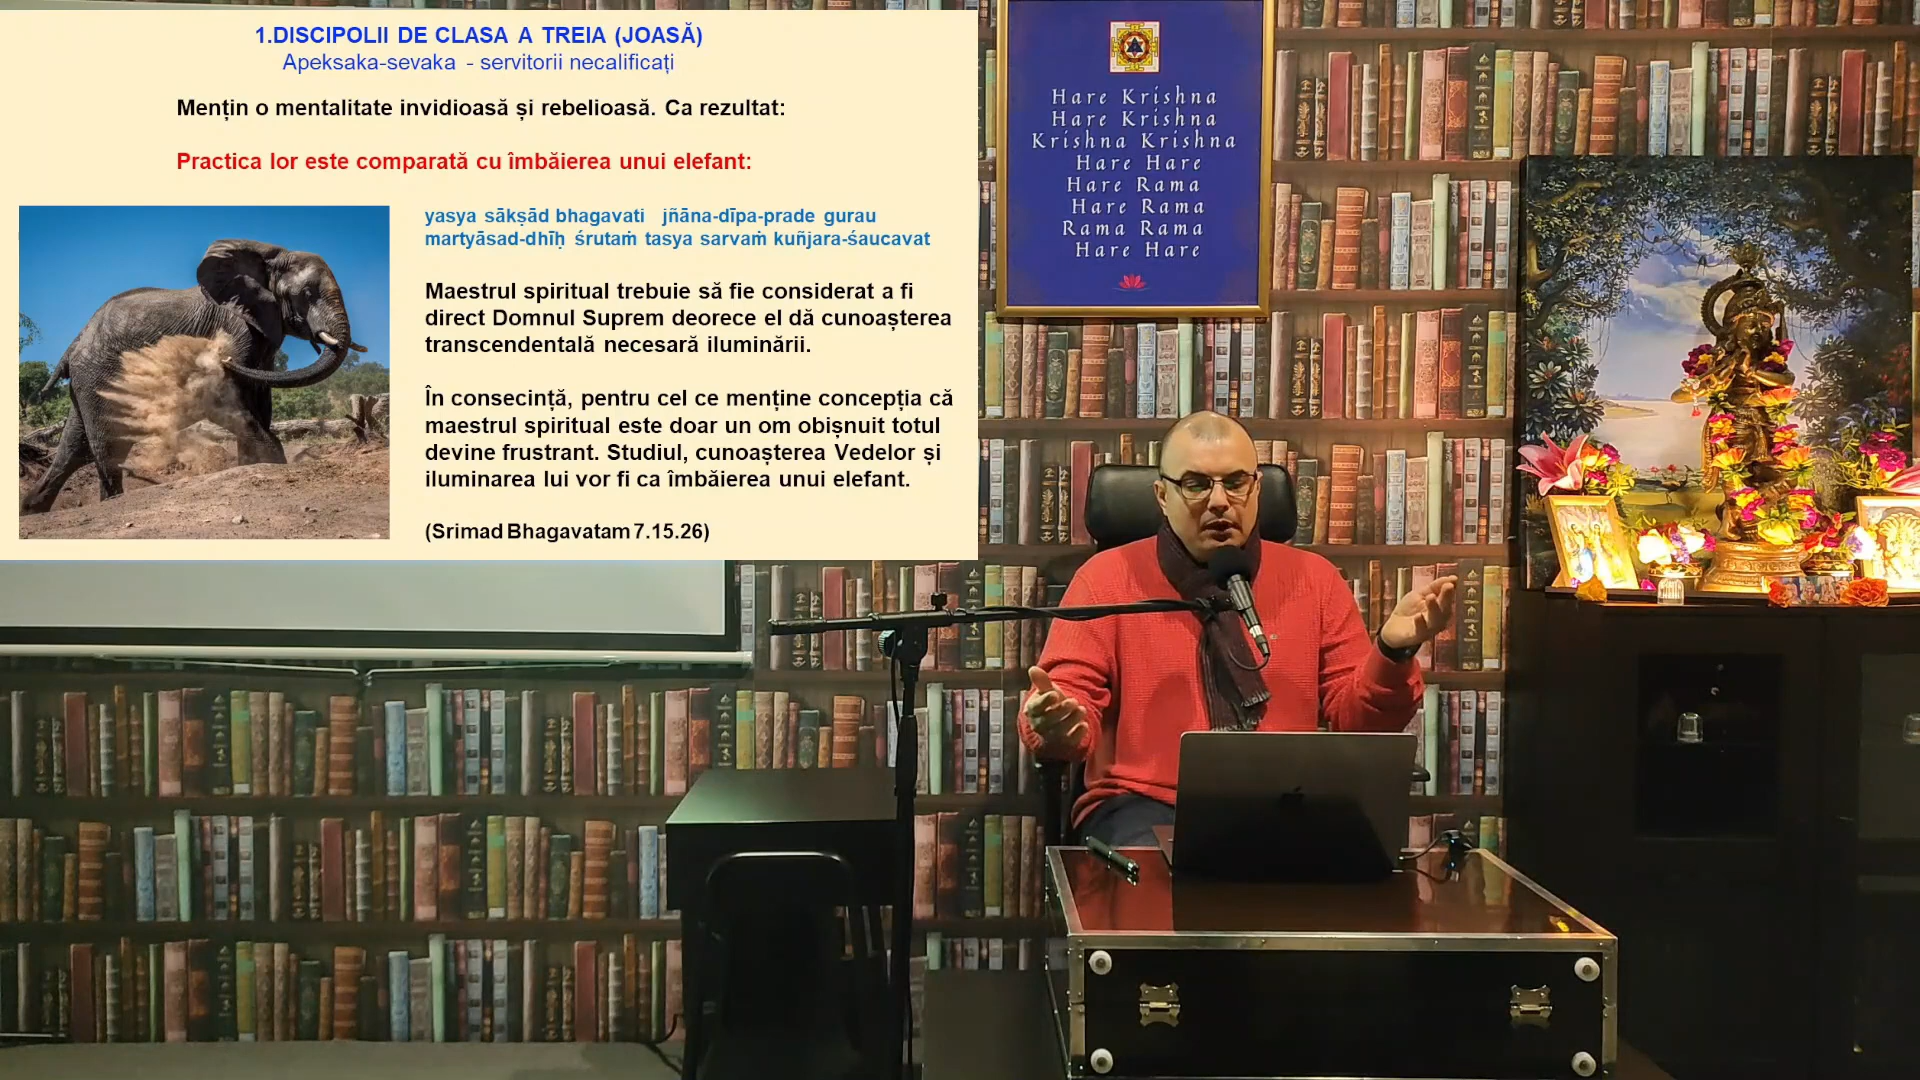 1.DISCIPOLII DE CLASA A TREIA (JOASĂ)
Apeksaka-sevaka - servitorii necalificați
Mențin o mentalitate invidioasă și rebelioasă. Ca rezultat:
Practica lor este comparată cu îmbăierea unui elefant:
yasya sākṣād bhagavati jñāna-dīpa-prade gurau
martyāsad-dhīḥ śrutaṁ tasya sarvaṁ kuñjara-śaucavat
Maestrul spiritual trebuie să fie considerat a fi
direct Domnul Suprem deorece el dă cunoașterea
transcendentală necesară iluminării.
În consecință, pentru cel ce menține concepția că
maestrul spiritual este doar un om obișnuit totul
devine frustrant. Studiul, cunoașterea Vedelor și
iluminarea lui vor fi ca îmbăierea unui elefant.
(Srimad Bhagavatam 7.15.26)
Hare Krishna
Hare Krishna
Krishna Krishna
Hare Hare
Hare Rama
Hare Rama
Rama Rama
Hare Hare